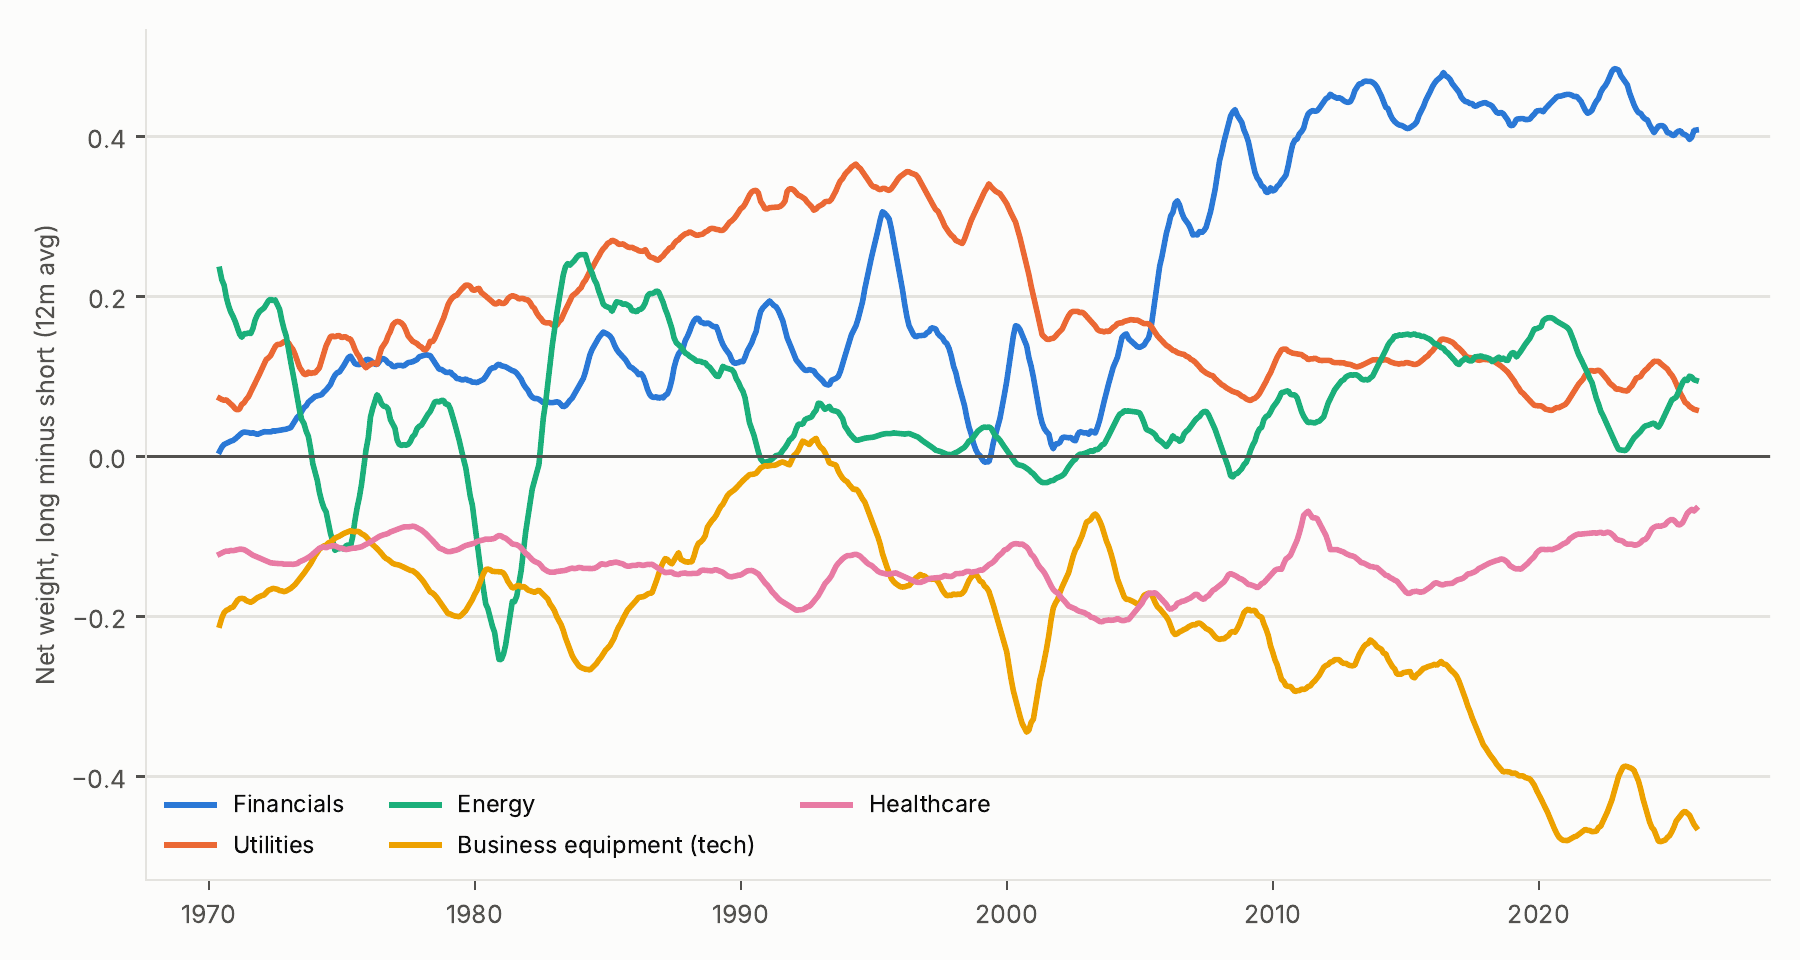 Net weight, long minus short (12m avg)
0.4
0.2
0.0
−0.2
−0.4
Financials
Energy
Healthcare
Utilities
Business equipment (tech)
1970
1980
1990
2000
2010
2020